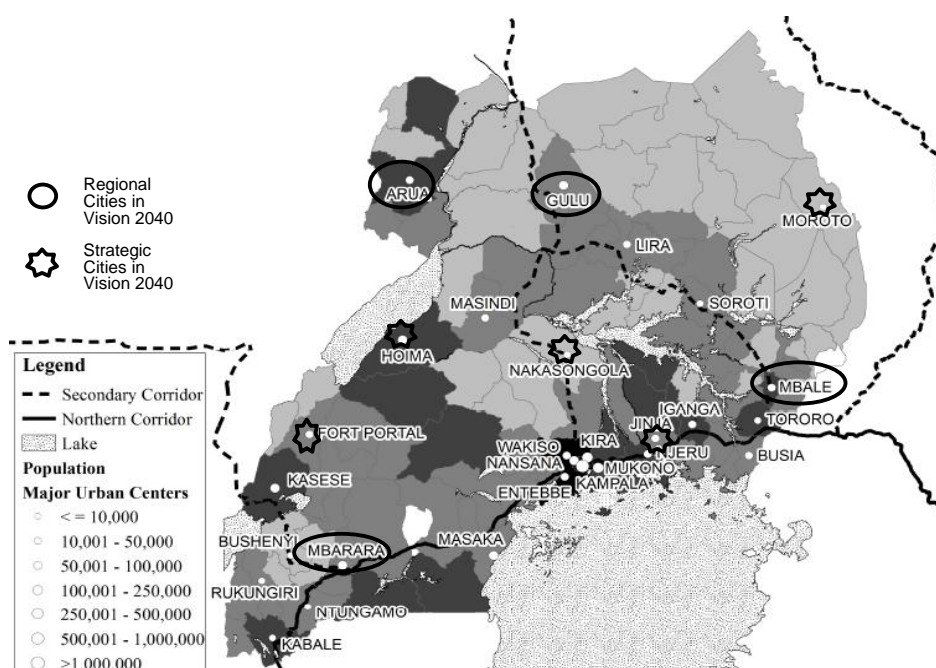 Regional
Cities in
Vision 2040
Strategic
Cities in
Vision 2040
ARUA
GULU
MOROTO
LIRA
MASINDI
SOROTI
HOIMA
NAKASONGOLA
MBALE
IGANGA
TORORO
JINJA
FORT PORTAL
WAKISO
KIRA
NJERU
BUSIA
NANSANA
MUKONO
KASESE
ENTEBBE
KAMPALA
BUSHENYI
MBARARA
MASAKA
RUKUNGIRI
NTUNGAMO
KABALE
Legend
Secondary Corridor
Northern Corridor
Lake
Population
Major Urban Centers
< = 10,000
10,001 - 50,000
50,001 - 100,000
100,001 - 250,000
250,001 - 500,000
500,001 - 1,000,000
>1,000,000